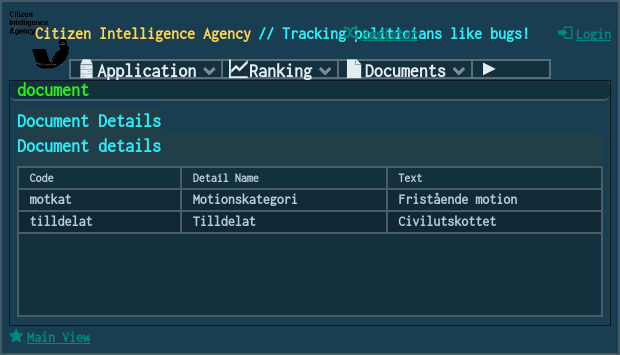 Citizen
Intelligence
Agency
Citizen Intelligence Agency // Tracking politicians like bugs!
Login
Application
Ranking
Documents
document
Document Details
Document details
Code Detail Name Text
motkat Motionskategori Fristående motion
tilldelat Tilldelat Civilutskottet
Main View